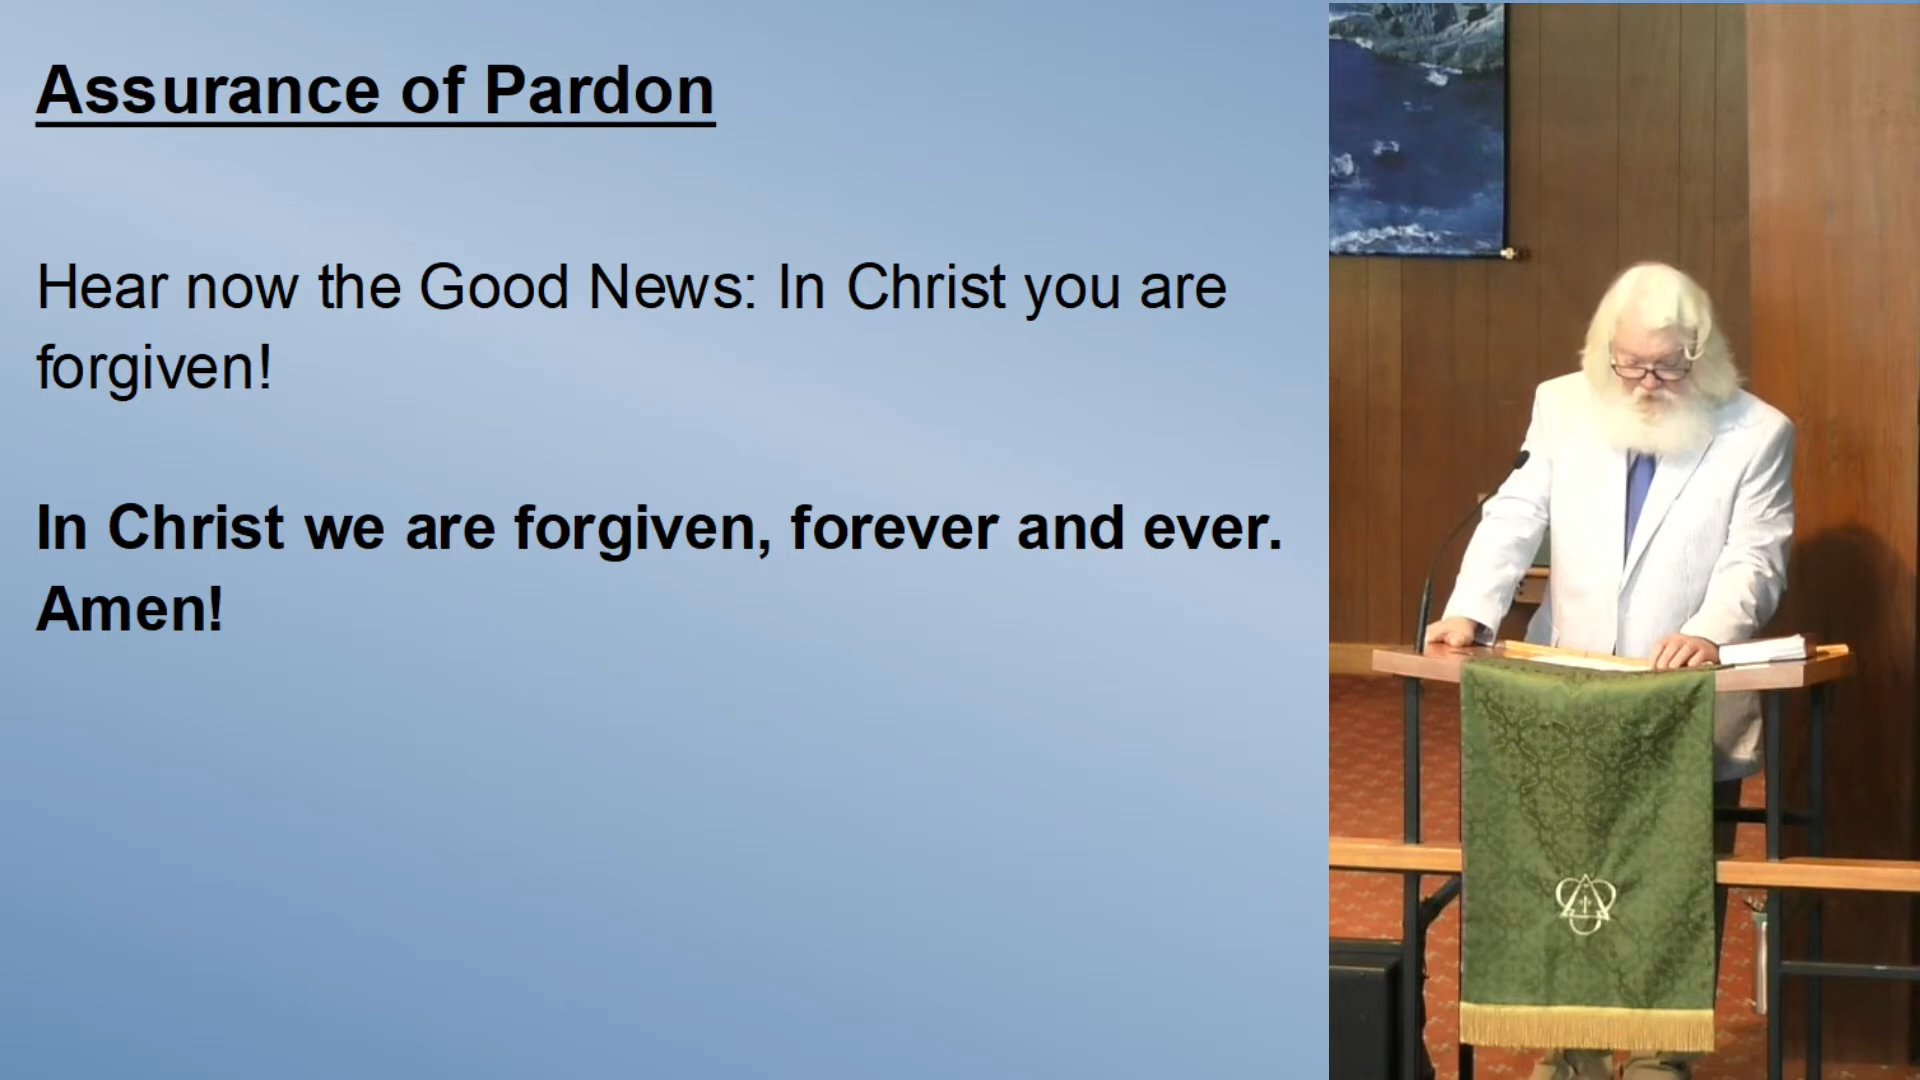 Assurance of Pardon
Hear now the Good News: In Christ you are
forgiven!
In Christ we are forgiven, forever and ever.
Amen!